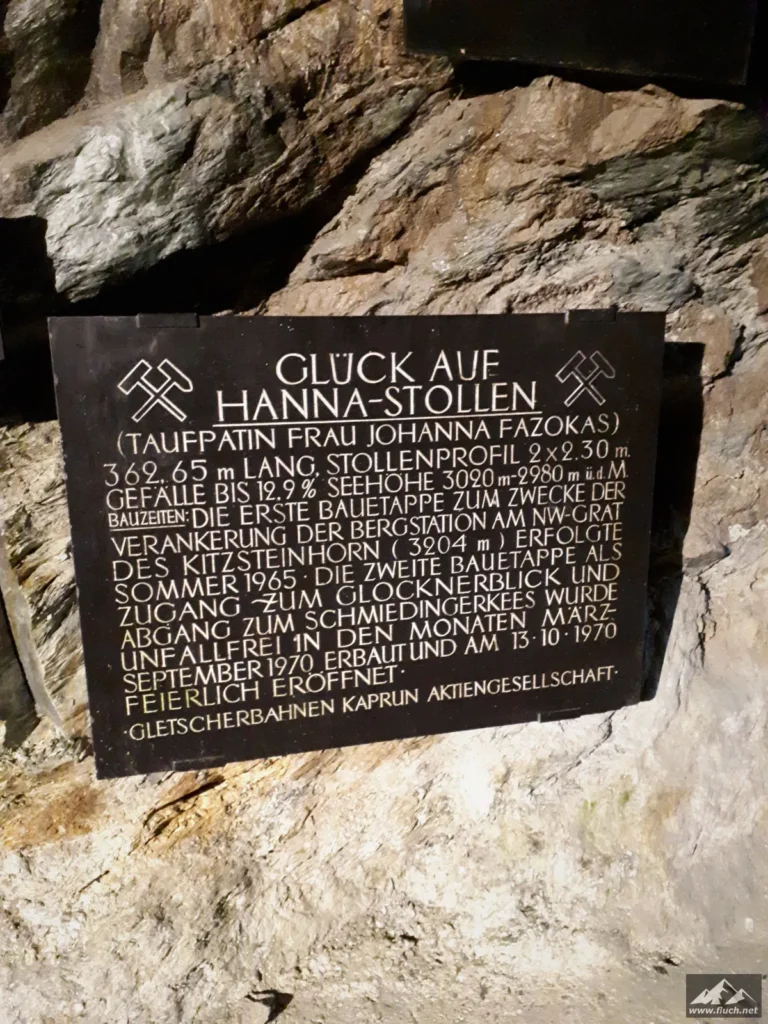 GLÜCK AUF
HANNA-STOLLEN
(TAUFPATIN FRAU JOHANNA FAZOKAS)
362,65 m LANG, STOLLENPROFIL 2x2.30 m.
GEFÄLLE BIS 12.9% SEEHÖHE 3020m-2980 m ü.d.M.
BAUZEITEN: DIE ERSTE BAUETAPPE ZUM ZWECKE DER
VERANKERUNG DER BERGSTATION AM NW-GRAT
DES KITZSTEINHORN (3204 m) ERFOLGTE
SOMMER 1965 · DIE ZWEITE BAUETAPPE ALS
ZUGANG ZUM GLOCKNERBLICK UND
ABGANG ZUM SCHMIEDINGERKEES WURDE
UNFALLFREI IN DEN MONATEN MÄRZ-
SEPTEMBER 1970 ERBAUT UND AM 13·10·1970
FEIERLICH ERÖFFNET·
·GLETSCHERBAHNEN KAPRUN AKTIENGESELLSCHAFT·
www.fluch.net